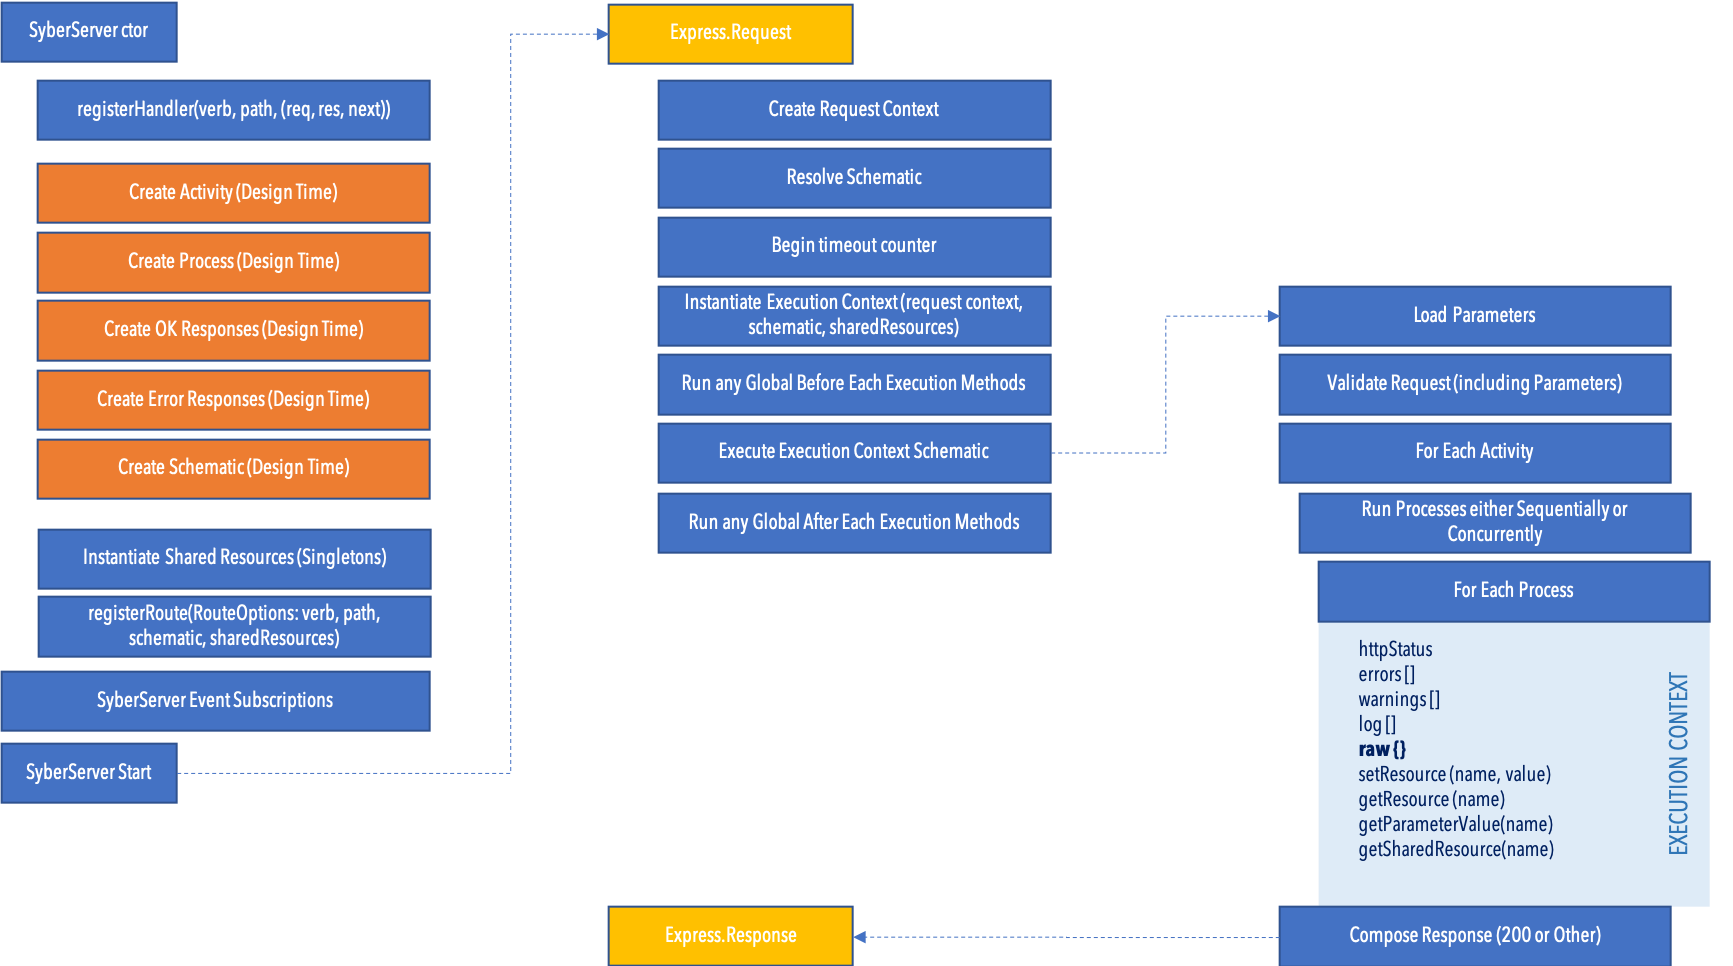 SyberServer ctor
registerHandler(verb, path, (req, res, next))
Create Activity (Design Time)
Create Process (Design Time)
Create OK Responses (Design Time)
Create Error Responses (Design Time)
Create Schematic (Design Time)
Instantiate Shared Resources (Singletons)
registerRoute(RouteOptions: verb, path,
schematic, sharedResources)
SyberServer Event Subscriptions
SyberServer Start
Express.Request
Create Request Context
Resolve Schematic
Begin timeout counter
Instantiate Execution Context (request context,
schematic, sharedResources)
Run any Global Before Each Execution Methods
Execute Execution Context Schematic
Run any Global After Each Execution Methods
Load Parameters
Validate Request (including Parameters)
For Each Activity
Run Processes either Sequentially or
Concurrently
For Each Process
httpStatus
errors []
warnings []
log []
raw {}
setResource (name, value)
getResource (name)
getParameterValue(name)
getSharedResource(name)
EXECUTION CONTEXT
Compose Response (200 or Other)
Express.Response